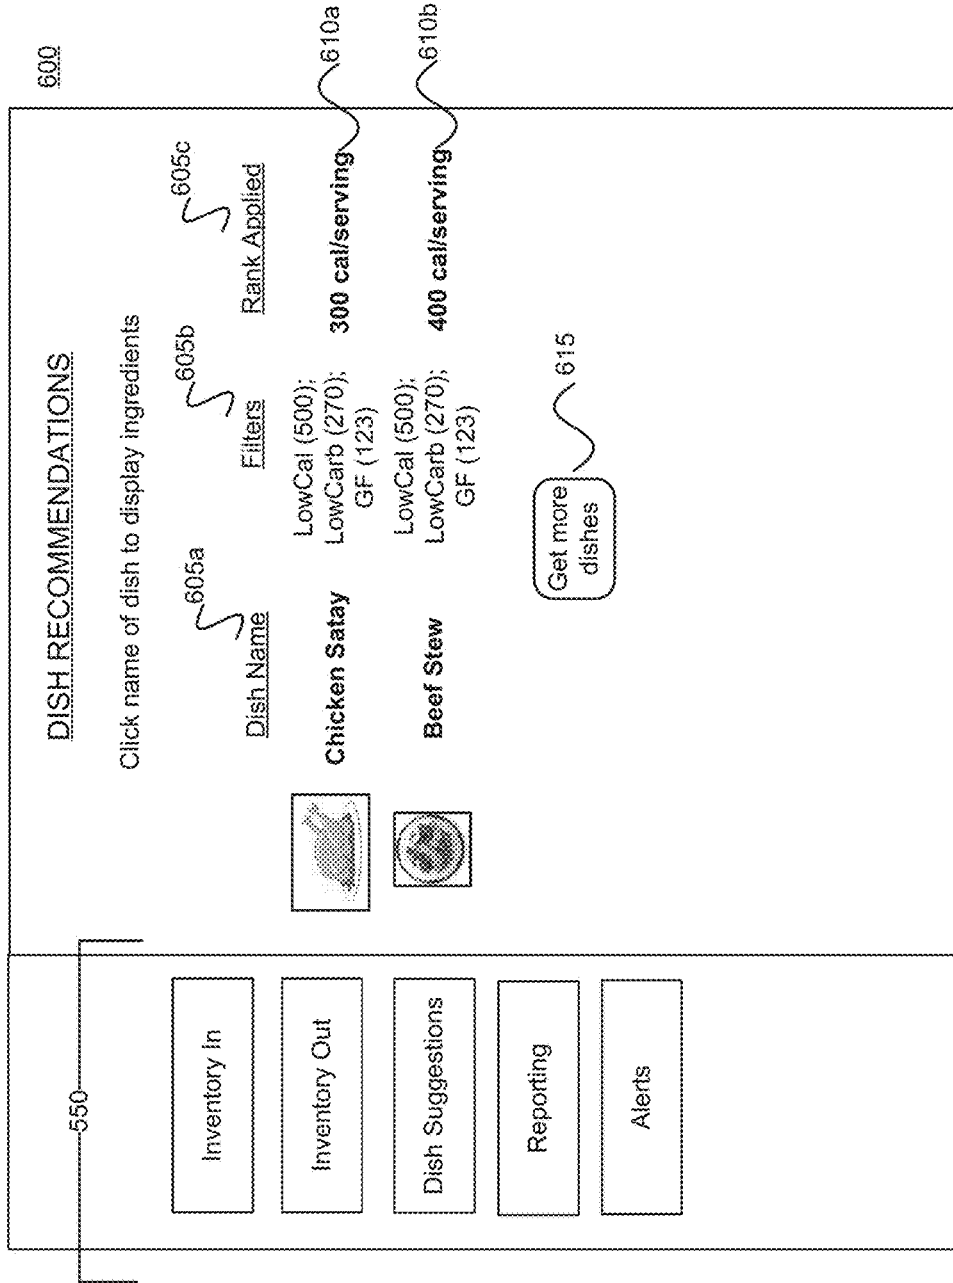 600
550
DISH RECOMMENDATIONS
Click name of dish to display ingredients
605a
605b
605c
Dish Name
Filters
Rank Applied
Inventory In
Inventory Out
Dish Suggestions
Reporting
Alerts
Chicken Satay
LowCal (500);
LowCarb (270);
GF (123)
300 cal/serving
610a
Beef Stew
LowCal (500);
LowCarb (270);
GF (123)
400 cal/serving
610b
Get more
dishes
615